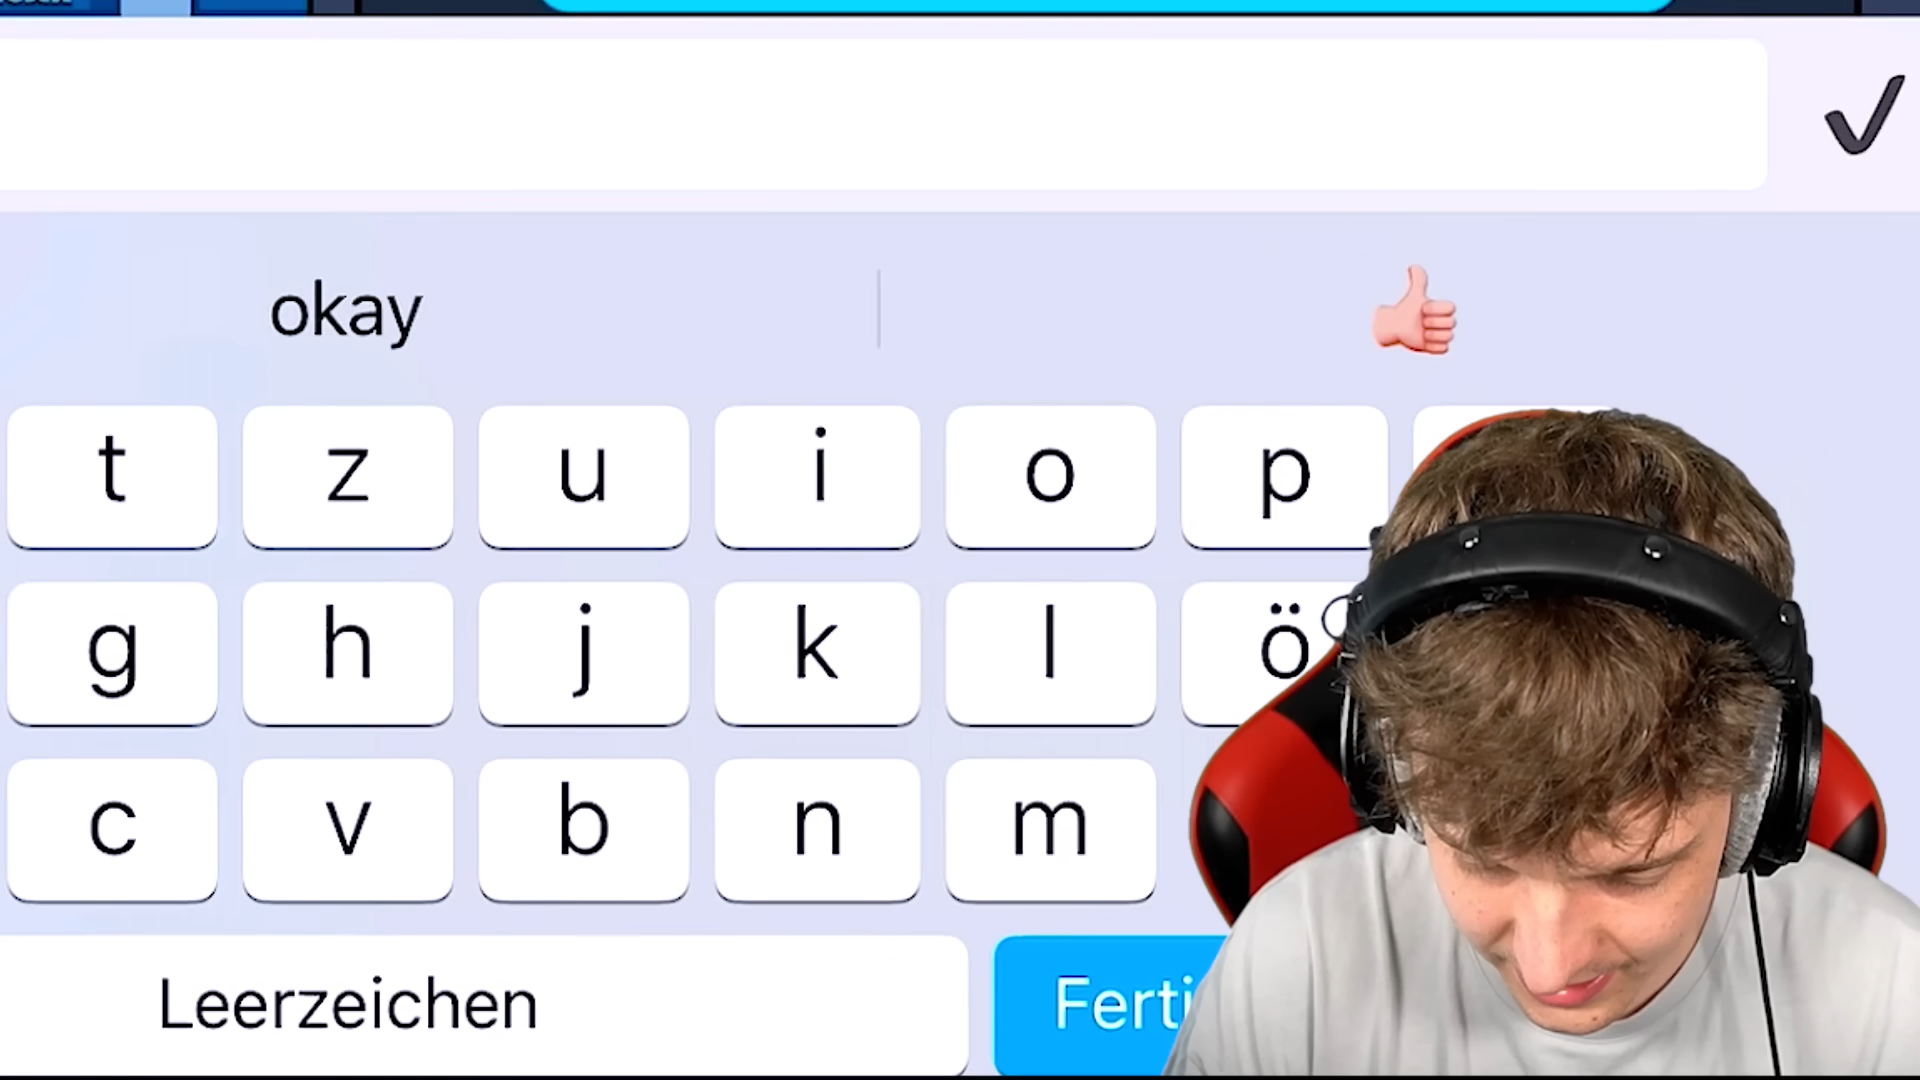 okay 👍
t z u i o p
g h j k l ö
c v b n m
Leerzeichen Ferti